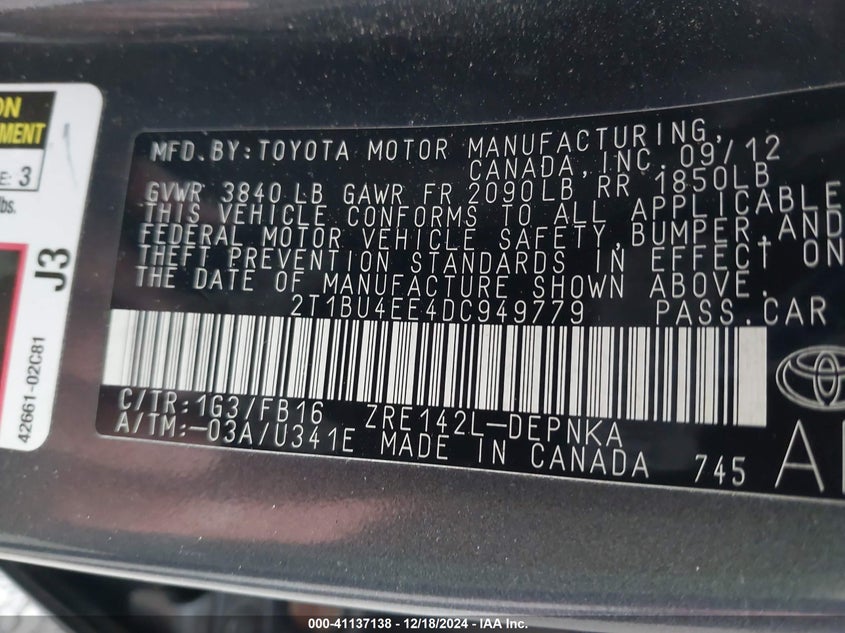 ON
MENT
E: 3
lbs.
J3
42661-02C81
MFD.BY:TOYOTA MOTOR MANUFACTURING,
CANADA,INC.09/12
GVWR 3840LB GAWR FR 2090LB RR 1850LB
THIS VEHICLE CONFORMS TO ALL APPLICABLE
FEDERAL MOTOR VEHICLE SAFETY,BUMPER,AND
THEFT PREVENTION STANDARDS IN EFFECT ON
THE DATE OF MANUFACTURE SHOWN ABOVE.
2T1BU4EE4DC949779 PASS.CAR
C/TR:1G3/FB16 ZRE142L-DEPNKA
A/TM:-03A/U341E MADE IN CANADA 745
A
000-41137138 - 12/18/2024 - IAA Inc.